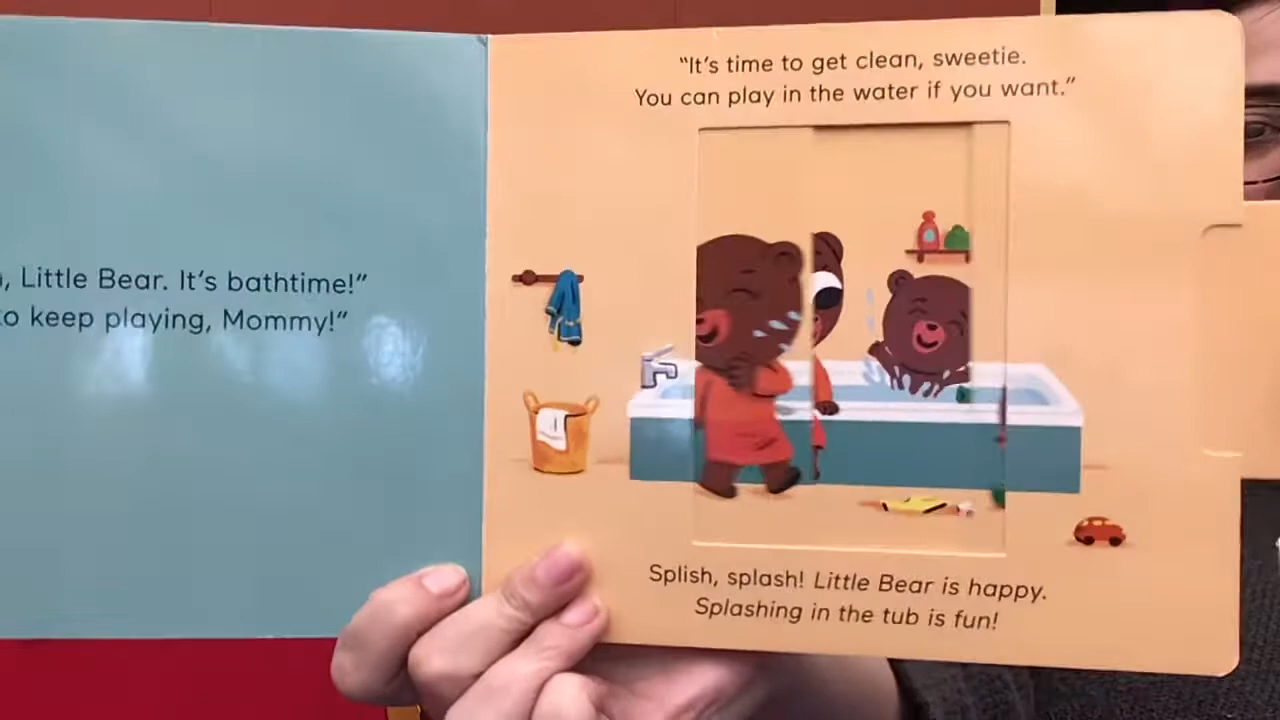 , Little Bear. It's bathtime!"
to keep playing, Mommy!"
"It's time to get clean, sweetie.
You can play in the water if you want."
Splish, splash! Little Bear is happy.
Splashing in the tub is fun!